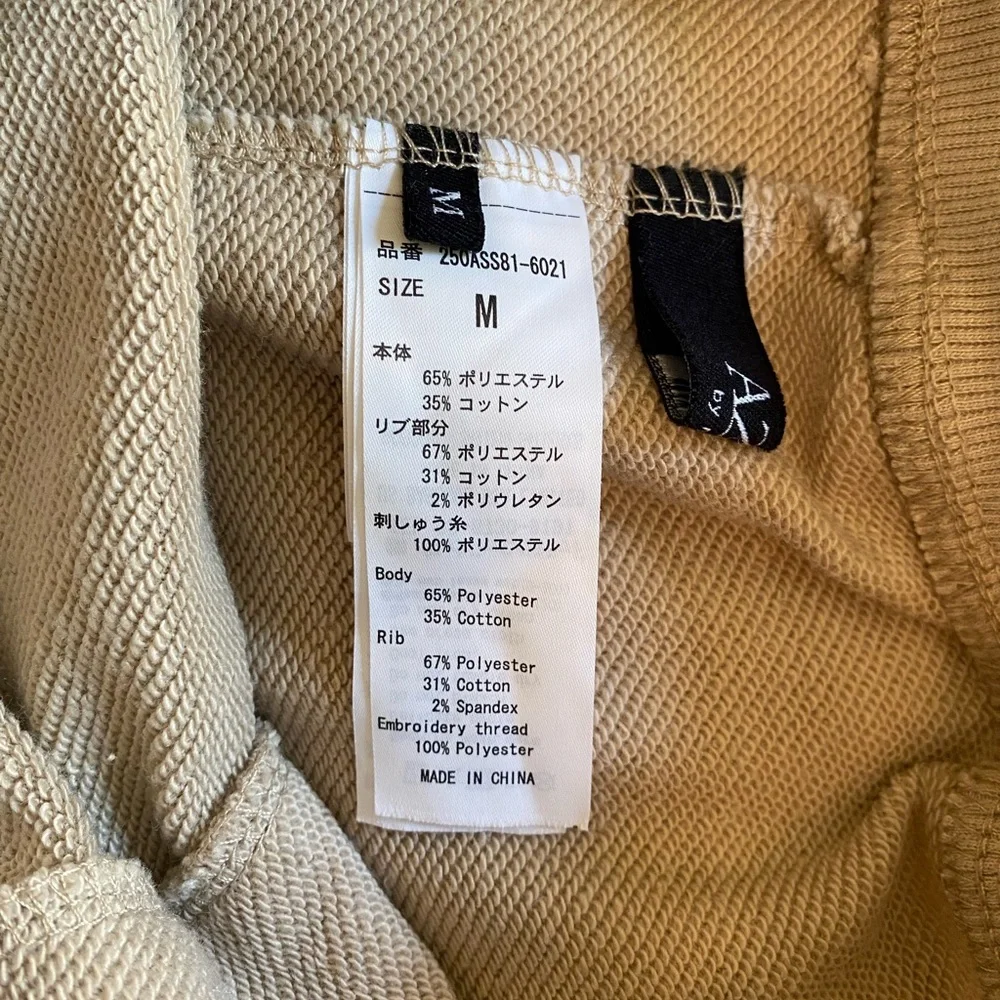 M
品番 250ASS81-6021
SIZE M
本体
65% ポリエステル
35% コットン
リブ部分
67% ポリエステル
31% コットン
2% ポリウレタン
刺しゅう糸
100% ポリエステル
Body
65% Polyester
35% Cotton
Rib
67% Polyester
31% Cotton
2% Spandex
Embroidery thread
100% Polyester
MADE IN CHINA
by